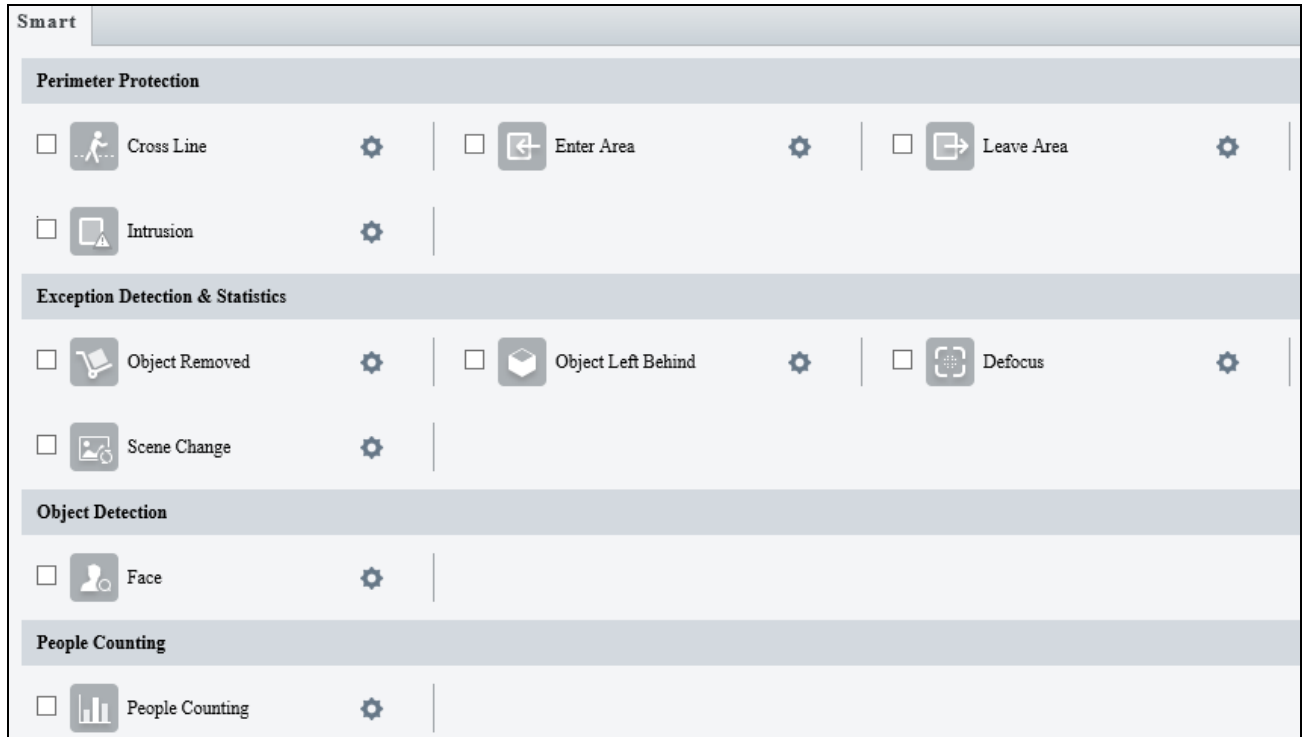 Smart
Perimeter Protection
Cross Line
Enter Area
Leave Area
Intrusion
Exception Detection & Statistics
Object Removed
Object Left Behind
Defocus
Scene Change
Object Detection
Face
People Counting
People Counting